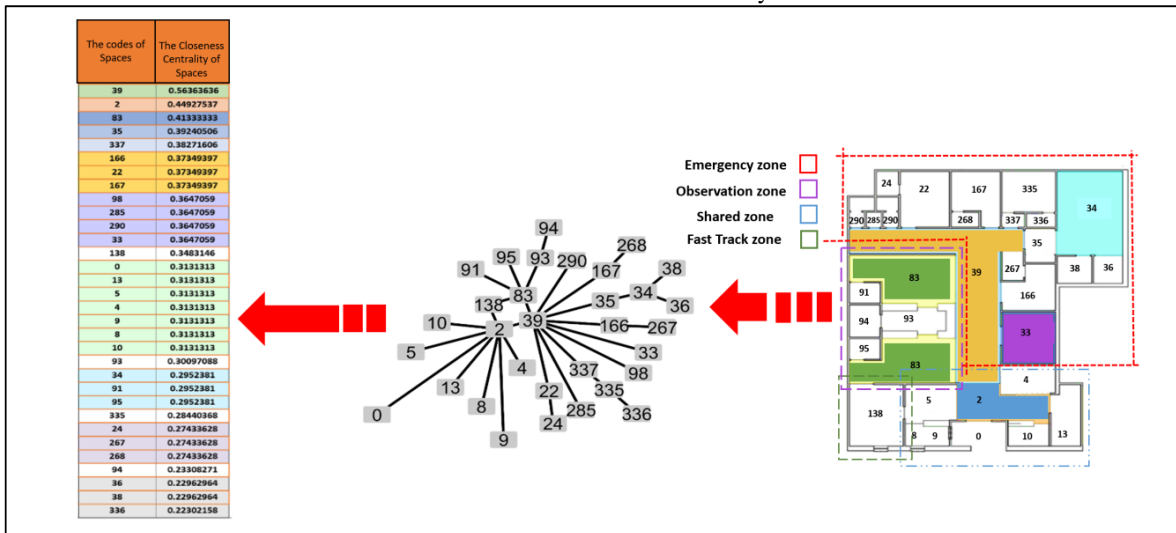 The codes of Spaces The Closeness Centrality of Spaces
39 0.56363636
2 0.44927537
83 0.41333333
35 0.39240506
337 0.38271606
166 0.37349397
22 0.37349397
167 0.37349397
98 0.3647059
285 0.3647059
290 0.3647059
33 0.3647059
138 0.3483146
0 0.3131313
13 0.3131313
5 0.3131313
4 0.3131313
9 0.3131313
8 0.3131313
10 0.3131313
93 0.30097088
34 0.2952381
91 0.2952381
95 0.2952381
335 0.28440368
24 0.27433628
267 0.27433628
268 0.27433628
94 0.23308271
36 0.22962964
38 0.22962964
336 0.22302158
94
95 93 290 268
91 167 38
138 83 35 34 36
10 2 39 166 267
5 4 33
13 337 98
0 8 22 335
9 24 285 336
Emergency zone
Observation zone
Shared zone
Fast Track zone
24 22 167 335 34
290 285 290 268 337 336
35
83 39 267 38 36
91 166
94 93 33
95
83 4
138 5 2
8 9 0 10 13